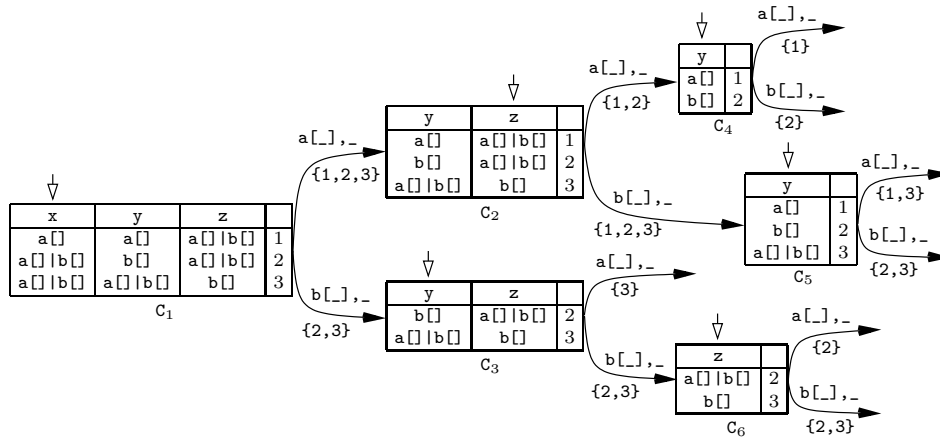 x y z
a[] a[] a[]|b[] 1
a[]|b[] b[] a[]|b[] 2
a[]|b[] a[]|b[] b[] 3
C1
a[_],_
{1,2,3}
b[_],_
{2,3}
y z
a[] a[]|b[] 1
b[] a[]|b[] 2
a[]|b[] b[] 3
C2
a[_],_
{1,2}
b[_],_
{1,2,3}
y z
b[] a[]|b[] 2
a[]|b[] b[] 3
C3
a[_],_
{3}
b[_],_
{2,3}
y
a[] 1
b[] 2
C4
a[_],_
{1}
b[_],_
{2}
y
a[] 1
b[] 2
a[]|b[] 3
C5
a[_],_
{1,3}
b[_],_
{2,3}
z
a[]|b[] 2
b[] 3
C6
a[_],_
{2}
b[_],_
{2,3}